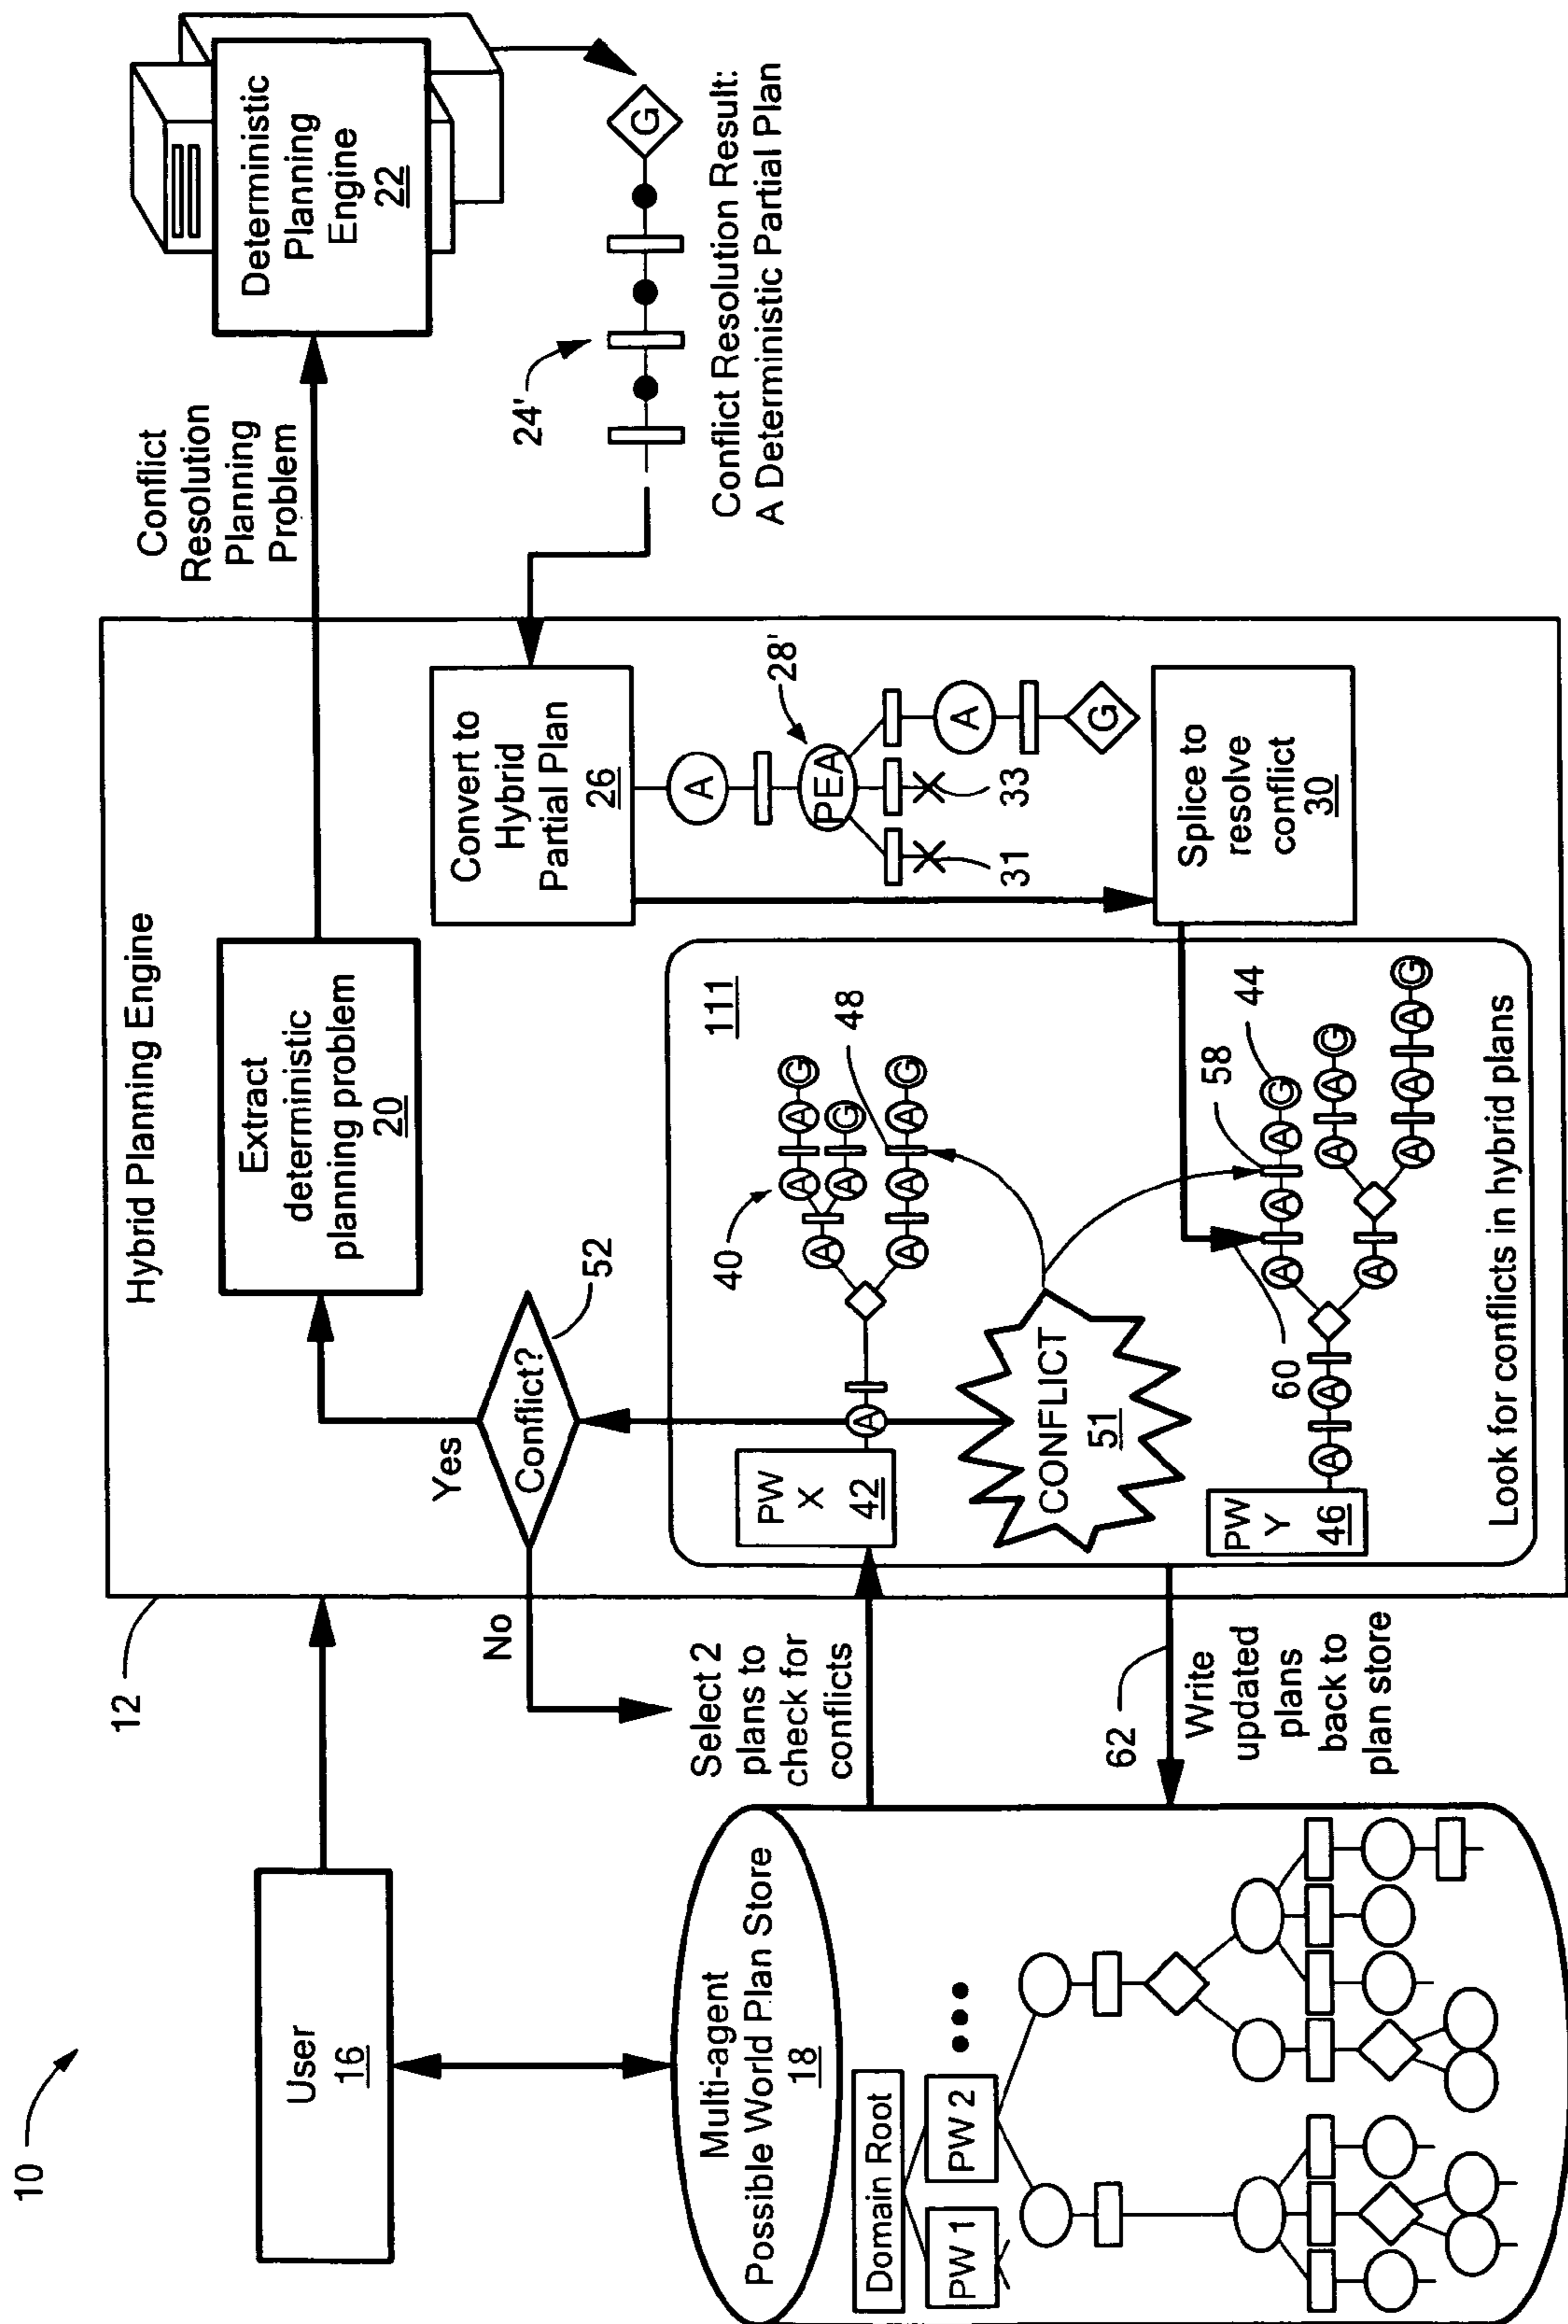 10
User
16
12
Hybrid Planning Engine
Multi-agent
Possible World Plan Store
18
Domain Root
PW 1
PW 2
No
Select 2
plans to
check for
conflicts
62
Write
updated
plans
back to
plan store
Yes
Conflict?
52
Extract
deterministic
planning problem
20
Conflict
Resolution
Planning
Problem
Deterministic
Planning
Engine
22
G
24'
Conflict Resolution Result:
A Deterministic Partial Plan
Convert to
Hybrid
Partial Plan
26
A
PEA
28'
A
G
31
33
Splice to
resolve
conflict
30
111
PW
X
42
A
40
A
A
A
G
A
G
48
A
A
A
G
CONFLICT
51
PW
Y
46
A
A
60
A
A
A
G
58
44
A
A
A
G
A
A
A
G
Look for conflicts in hybrid plans